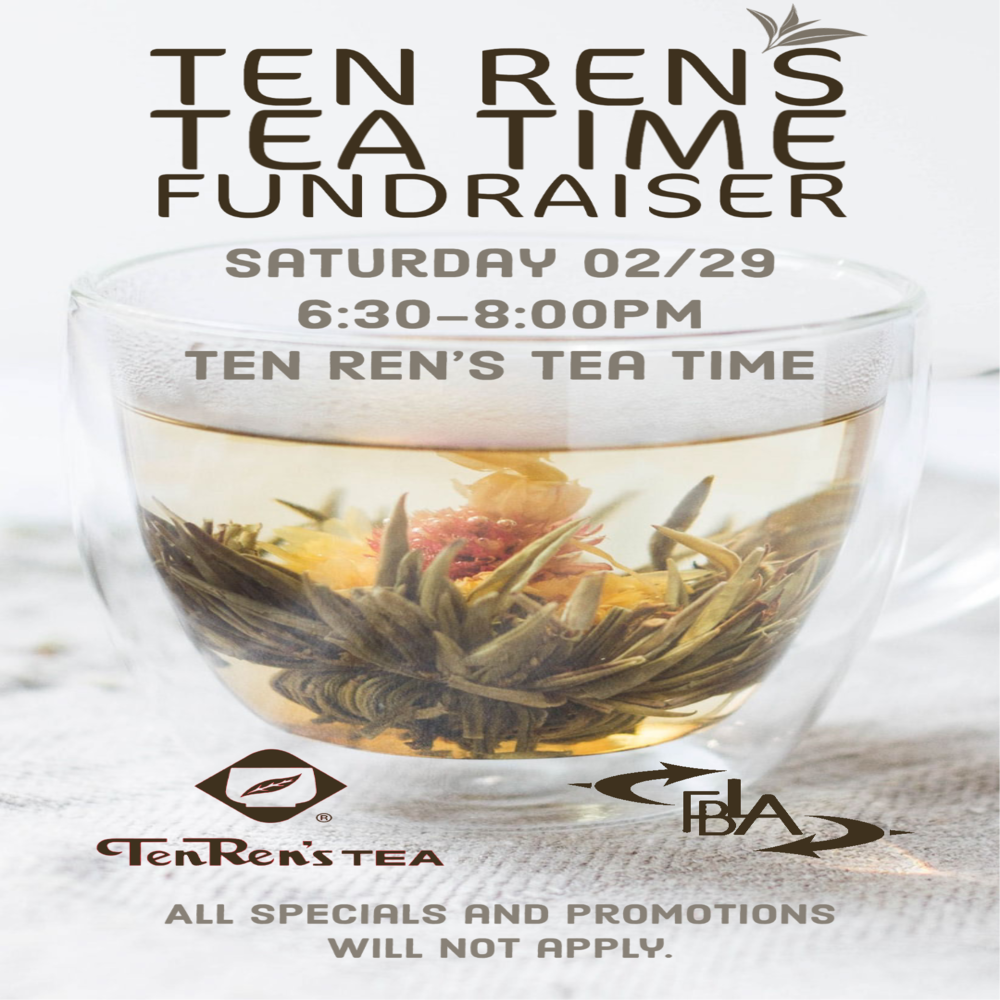 TEN REN'S
TEA TIME
FUNDRAISER
SATURDAY 02/29
6:30–8:00PM
TEN REN'S TEA TIME
®
TenRen's TEA
FBLA
ALL SPECIALS AND PROMOTIONS
WILL NOT APPLY.